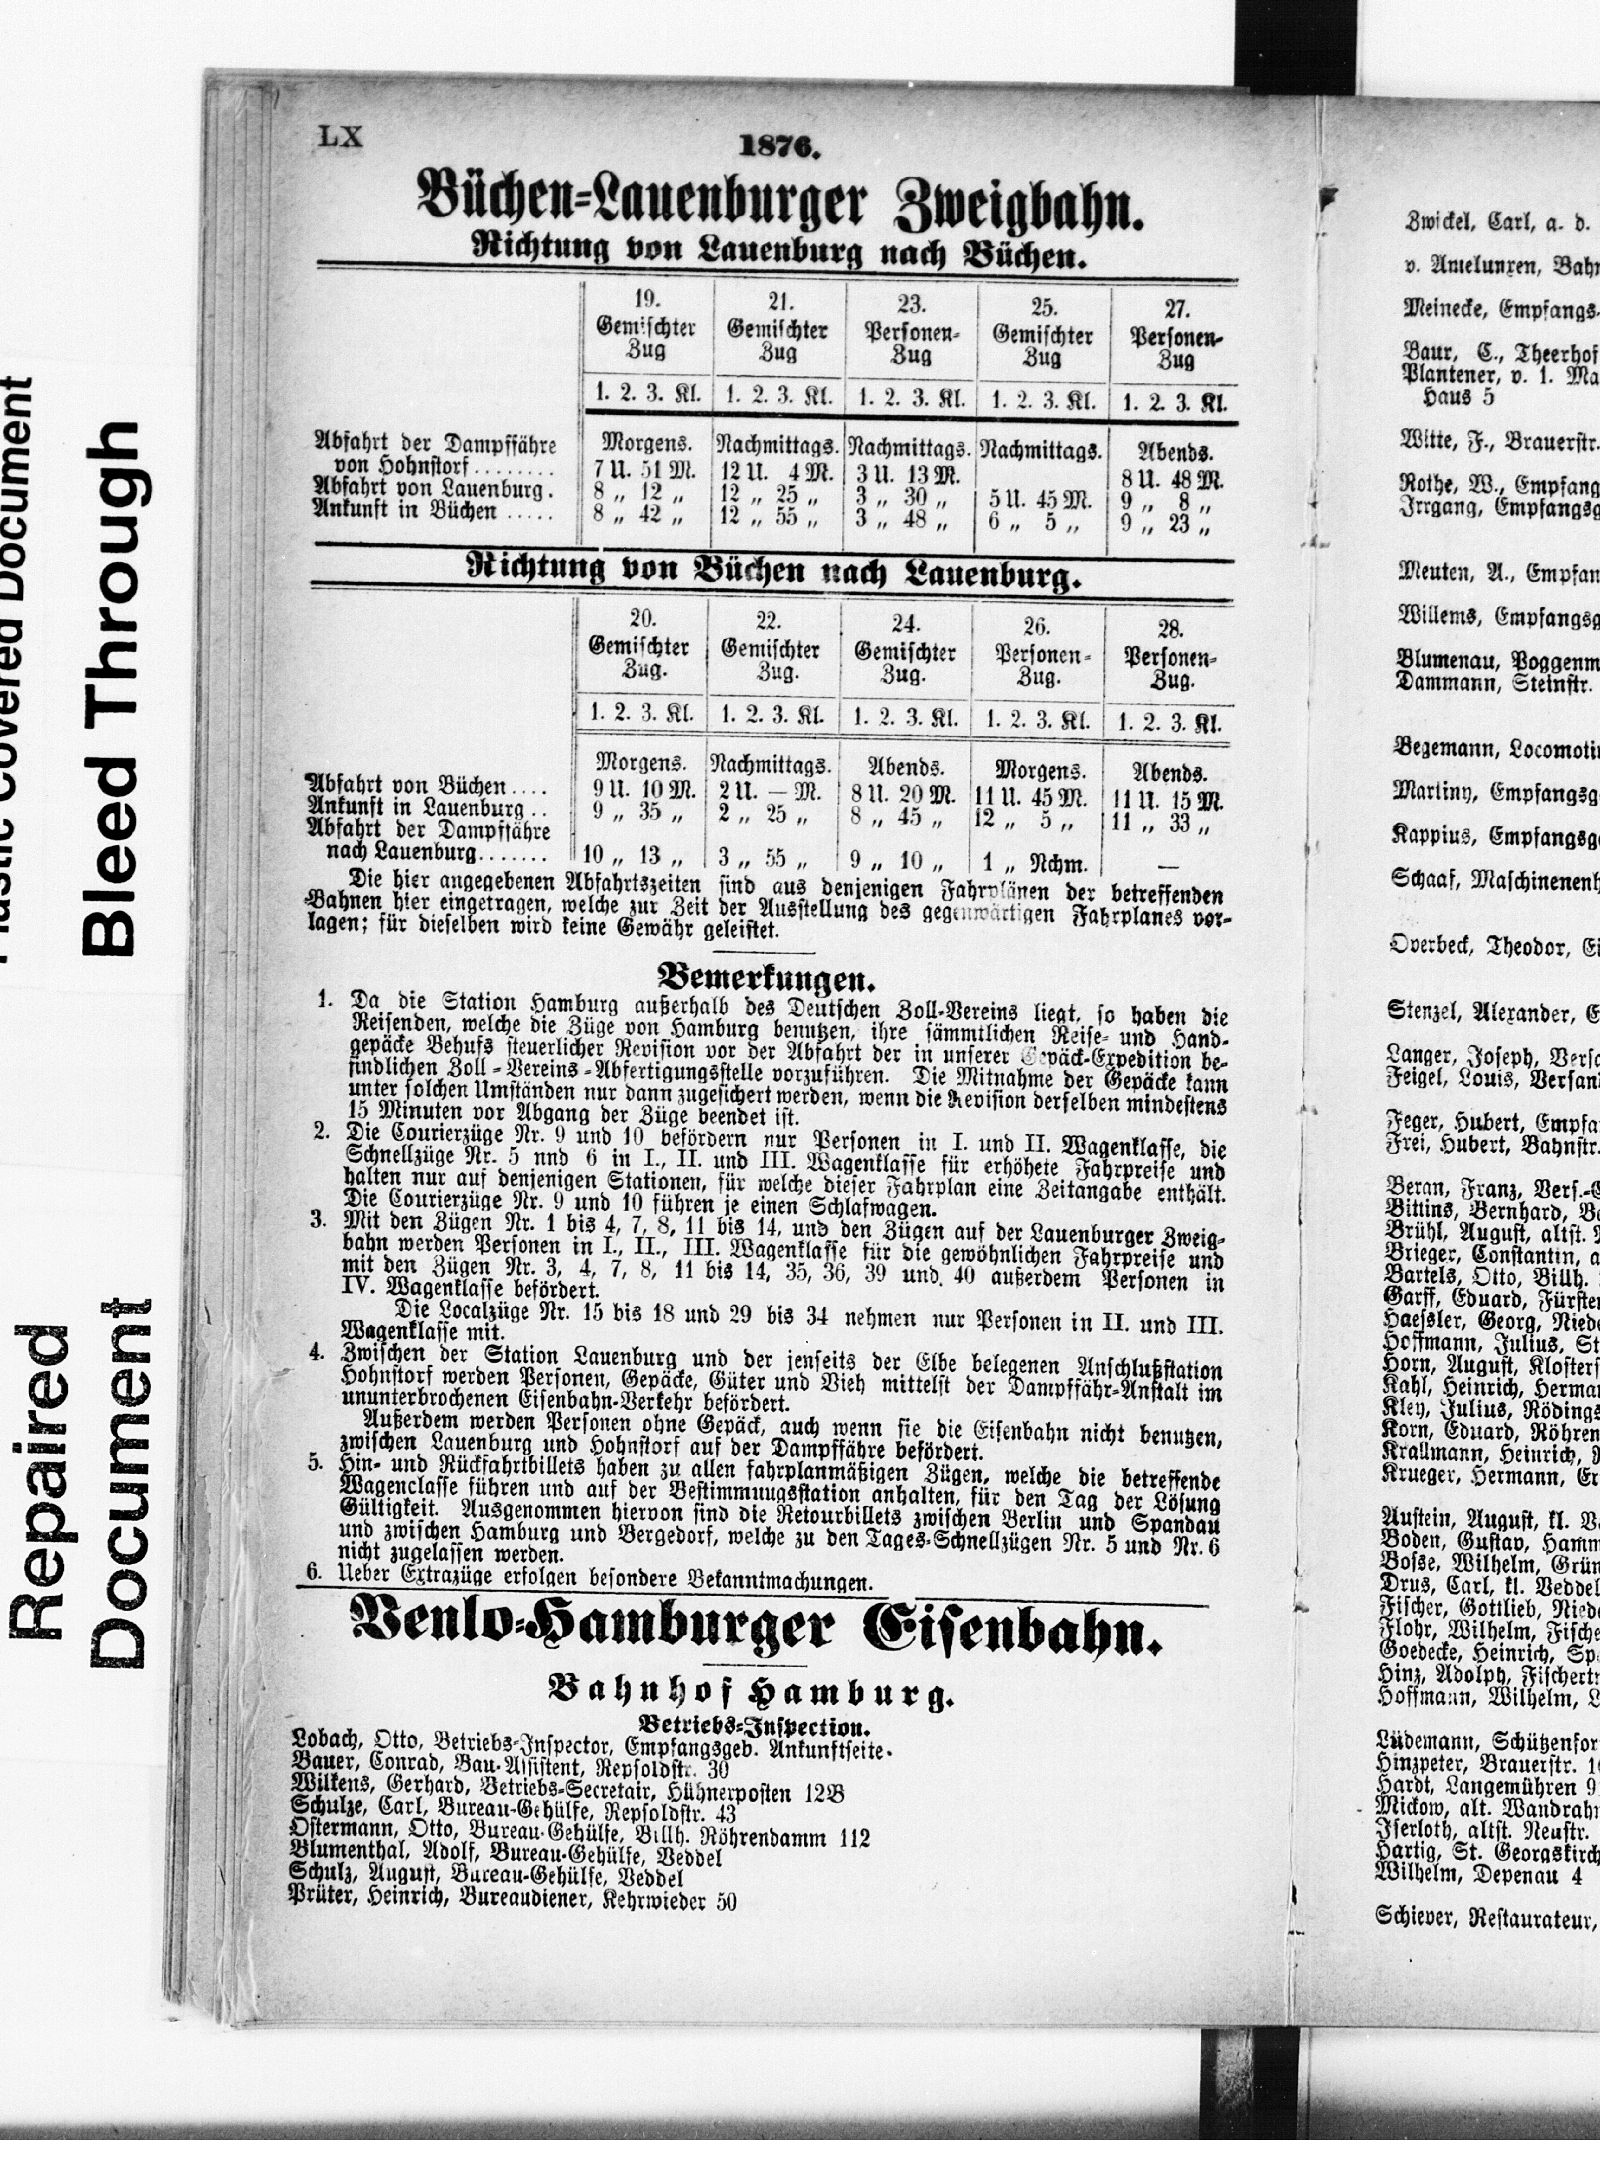 LX
1876.
Büchen-Lauenburger Zweigbahn.
Richtung von Lauenburg nach Büchen.
19. 21. 23. 25. 27.
Gemischter Gemischter Personen- Gemischter Personen-
Zug Zug Zug Zug Zug
1. 2. 3. Kl. 1. 2. 3. Kl. 1. 2. 3. Kl. 1. 2. 3. Kl. 1. 2. 3. Kl.
Morgens. Nachmittags. Nachmittags. Nachmittags. Abends.
Abfahrt der Dampffähre
von Hohnstorf ........ 7 U. 51 M. 12 U. 4 M. 3 U. 13 M. 8 U. 48 M.
Abfahrt von Lauenburg. 8 „ 12 „ 12 „ 25 „ 3 „ 30 „ 5 U. 45 M. 9 „ 8 „
Ankunft in Büchen ..... 8 „ 42 „ 12 „ 55 „ 3 „ 48 „ 6 „ 5 „ 9 „ 23 „
Richtung von Büchen nach Lauenburg.
20. 22. 24. 26. 28.
Gemischter Gemischter Gemischter Personen- Personen-
Zug. Zug. Zug. Zug. Zug.
1. 2. 3. Kl. 1. 2. 3. Kl. 1. 2. 3. Kl. 1. 2. 3. Kl. 1. 2. 3. Kl.
Morgens. Nachmittags. Abends. Morgens. Abends.
Abfahrt von Büchen .... 9 U. 10 M. 2 U. — M. 8 U. 20 M. 11 U. 45 M. 11 U. 15 M.
Ankunft in Lauenburg .. 9 „ 35 „ 2 „ 25 „ 8 „ 45 „ 12 „ 5 „ 11 „ 33 „
Abfahrt der Dampffähre
nach Lauenburg ....... 10 „ 13 „ 3 „ 55 „ 9 „ 10 „ 1 „ Nchm. —
Die hier angegebenen Abfahrtszeiten sind aus denjenigen Fahrplänen der betreffenden
Bahnen hier eingetragen, welche zur Zeit der Ausstellung des gegenwärtigen Fahrplanes vor-
lagen; für dieselben wird keine Gewähr geleistet.
Bemerkungen.
1. Da die Station Hamburg außerhalb des Deutschen Zoll-Vereins liegt, so haben die
Reisenden, welche die Züge von Hamburg benutzen, ihre sämmtlichen Reise- und Hand-
gepäcke Behufs steuerlicher Revision vor der Abfahrt der in unserer Gepäck-Expedition be-
findlichen Zoll-Vereins-Abfertigungsstelle vorzuführen. Die Mitnahme der Gepäcke kann
unter solchen Umständen nur dann zugesichert werden, wenn die Revision derselben mindestens
15 Minuten vor Abgang der Züge beendet ist.
2. Die Courierzüge Nr. 9 und 10 befördern nur Personen in I. und II. Wagenklasse, die
Schnellzüge Nr. 5 nnd 6 in I., II. und III. Wagenklasse für erhöhete Fahrpreise und
halten nur auf denjenigen Stationen, für welche dieser Fahrplan eine Zeitangabe enthält.
Die Courierzüge Nr. 9 und 10 führen je einen Schlafwagen.
3. Mit den Zügen Nr. 1 bis 4, 7, 8, 11 bis 14, und den Zügen auf der Lauenburger Zweig-
bahn werden Personen in I., II., III. Wagenklasse für die gewöhnlichen Fahrpreise und
mit den Zügen Nr. 3, 4, 7, 8, 11 bis 14, 35, 36, 39 und 40 außerdem Personen in
IV. Wagenklasse befördert.
Die Localzüge Nr. 15 bis 18 und 29 bis 34 nehmen nur Personen in II. und III.
Wagenklasse mit.
4. Zwischen der Station Lauenburg und der jenseits der Elbe belegenen Anschlußstation
Hohnstorf werden Personen, Gepäcke, Güter und Vieh mittelst der Dampffähr-Anstalt im
ununterbrochenen Eisenbahn-Verkehr befördert.
Außerdem werden Personen ohne Gepäck, auch wenn sie die Eisenbahn nicht benutzen,
zwischen Lauenburg und Hohnstorf auf der Dampffähre befördert.
5. Hin- und Rückfahrtbillets haben zu allen fahrplanmäßigen Zügen, welche die betreffende
Wagenclasse führen und auf der Bestimmungsstation anhalten, für den Tag der Lösung
Gültigkeit. Ausgenommen hiervon sind die Retourbillets zwischen Berlin und Spandau
und zwischen Hamburg und Bergedorf, welche zu den Tages-Schnellzügen Nr. 5 und Nr. 6
nicht zugelassen werden.
6. Ueber Extrazüge erfolgen besondere Bekanntmachungen.
Venlo-Hamburger Eisenbahn.
Bahnhof Hamburg.
Betriebs-Inspection.
Lobach, Otto, Betriebs-Inspector, Empfangsgeb. Ankunftseite.
Bauer, Conrad, Bau-Assistent, Repsoldstr. 30
Wilkens, Gerhard, Betriebs-Secretair, Hühnerposten 12B
Schulze, Carl, Bureau-Gehülfe, Repsoldstr. 43
Ostermann, Otto, Bureau-Gehülfe, Billh. Röhrendamm 112
Blumenthal, Adolf, Bureau-Gehülfe, Veddel
Schulz, August, Bureau-Gehülfe, Veddel
Prüter, Heinrich, Bureaudiener, Kehrwieder 50
Zwickel, Carl, a. d.
v. Amelunxen,
Meinecke, Empfangs-
Baur, C.,
Plantener, v. 1.
Haus 5
Witte, F., Brauerstr.
Rothe, W.,
Irrgang,
Meuten, A.,
Willems,
Blumenau,
Dammann, Steinstr.
Begemann,
Martiny,
Kappius,
Schaaf,
Overbeck, Theodor,
Stenzel, Alexander,
Langer, Joseph,
Feigel, Louis,
Feger, Hubert,
Frei, Hubert, Bahnstr.
Beran, Franz,
Bittins, Bernhard,
Brühl, August, altst.
Brieger, Constantin,
Bartels, Otto, Billh.
Garff, Eduard,
Haesler, Georg,
Hoffmann, Julius,
Horn, August,
Kahl, Heinrich,
Kley, Julius,
Korn, Eduard,
Krallmann, Heinrich,
Krueger, Hermann,
Austein, August, kl.
Boden, Gustav,
Bosse, Wilhelm,
Drus, Carl, kl. Veddel
Fischer, Gottlieb,
Flohr, Wilhelm,
Goedecke, Heinrich,
Hinz, Adolph,
Hoffmann, Wilhelm,
Lüdemann,
Hinzpeter, Brauerstr.
Hardt, Langemühren
Mickow, alt.
Iserloth, altst. Neustr.
Hartig, St.
Wilhelm, Depenau 4
Schiever, Restaurateur,
Covered Document
Bleed Through
Repaired
Document